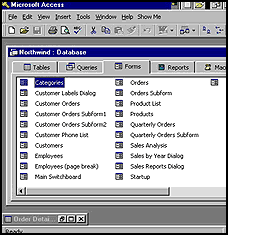 Microsoft Access
File Edit View Insert Tools Window Help Show Me
Northwind : Database
Tables Queries Forms Reports Mac
Categories Orders
Customer Labels Dialog Orders Subform
Customer Orders Product List
Customer Orders Subform1 Products
Customer Orders Subform2 Quarterly Orders
Customer Phone List Quarterly Orders Subform
Customers Sales Analysis
Employees Sales by Year Dialog
Employees (page break) Sales Reports Dialog
Main Switchboard Startup
Order Detai...
Ready